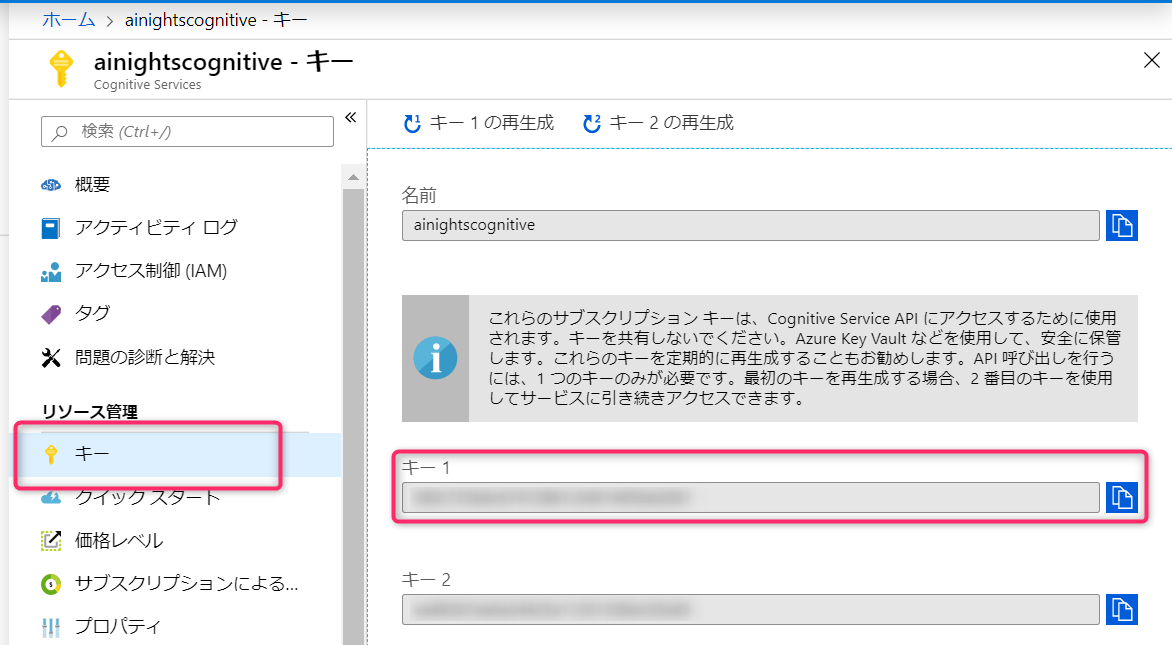 ホーム > ainightscognitive - キー
ainightscognitive - キー
Cognitive Services
検索 (Ctrl+/)
概要
アクティビティ ログ
アクセス制御 (IAM)
タグ
問題の診断と解決
リソース管理
キー
クイック スタート
価格レベル
サブスクリプションによる...
プロパティ
キー 1 の再生成
キー 2 の再生成
名前
ainightscognitive
これらのサブスクリプション キーは、Cognitive Service API にアクセスするために使用
されます。キーを共有しないでください。Azure Key Vault などを使用して、安全に保管
します。これらのキーを定期的に再生成することもお勧めします。API 呼び出しを行う
には、1 つのキーのみが必要です。最初のキーを再生成する場合、2 番目のキーを使用
してサービスに引き続きアクセスできます。
キー 1
キー 2